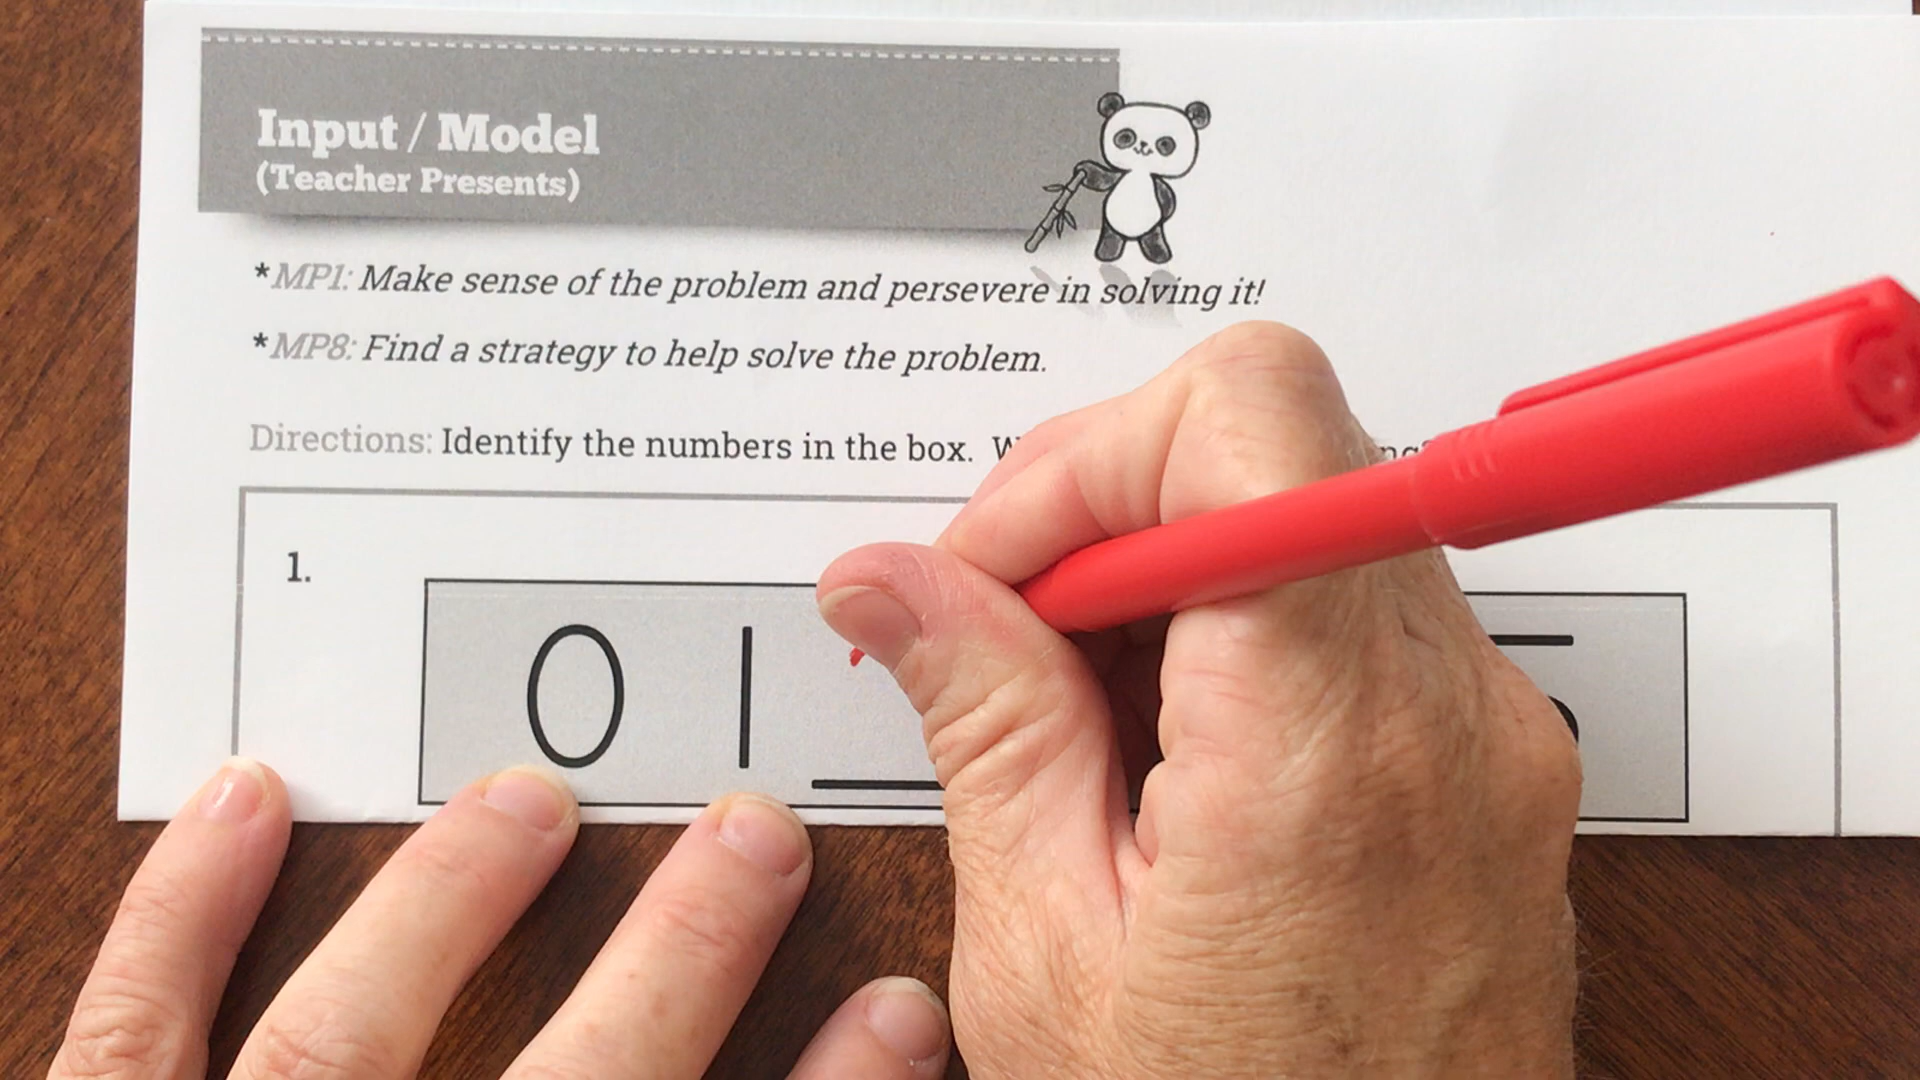 Input / Model
(Teacher Presents)
*MP1: Make sense of the problem and persevere in solving it!
*MP8: Find a strategy to help solve the problem.
Directions: Identify the numbers in the box.
1.
0 1 _